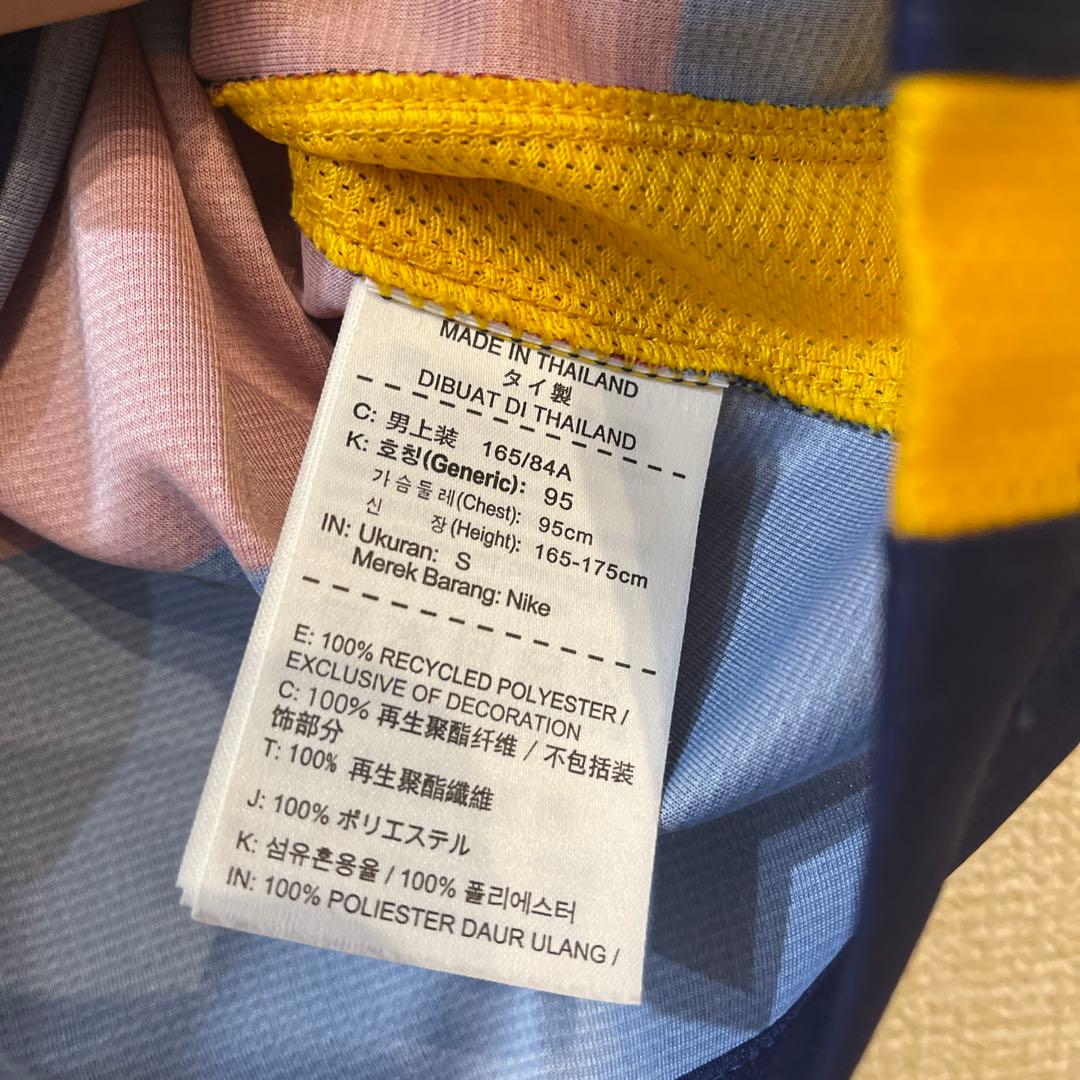 MADE IN THAILAND
タイ製
DIBUAT DI THAILAND
C: 男上装 165/84A
K: 호칭(Generic): 95
가슴둘레(Chest): 95cm
신 장(Height): 165-175cm
IN: Ukuran: S
Merek Barang: Nike
E: 100% RECYCLED POLYESTER /
EXCLUSIVE OF DECORATION
C: 100% 再生聚酯纤维 / 不包括装
饰部分
T: 100% 再生聚酯纖維
J: 100% ポリエステル
K: 섬유혼용율 / 100% 폴리에스터
IN: 100% POLIESTER DAUR ULANG /